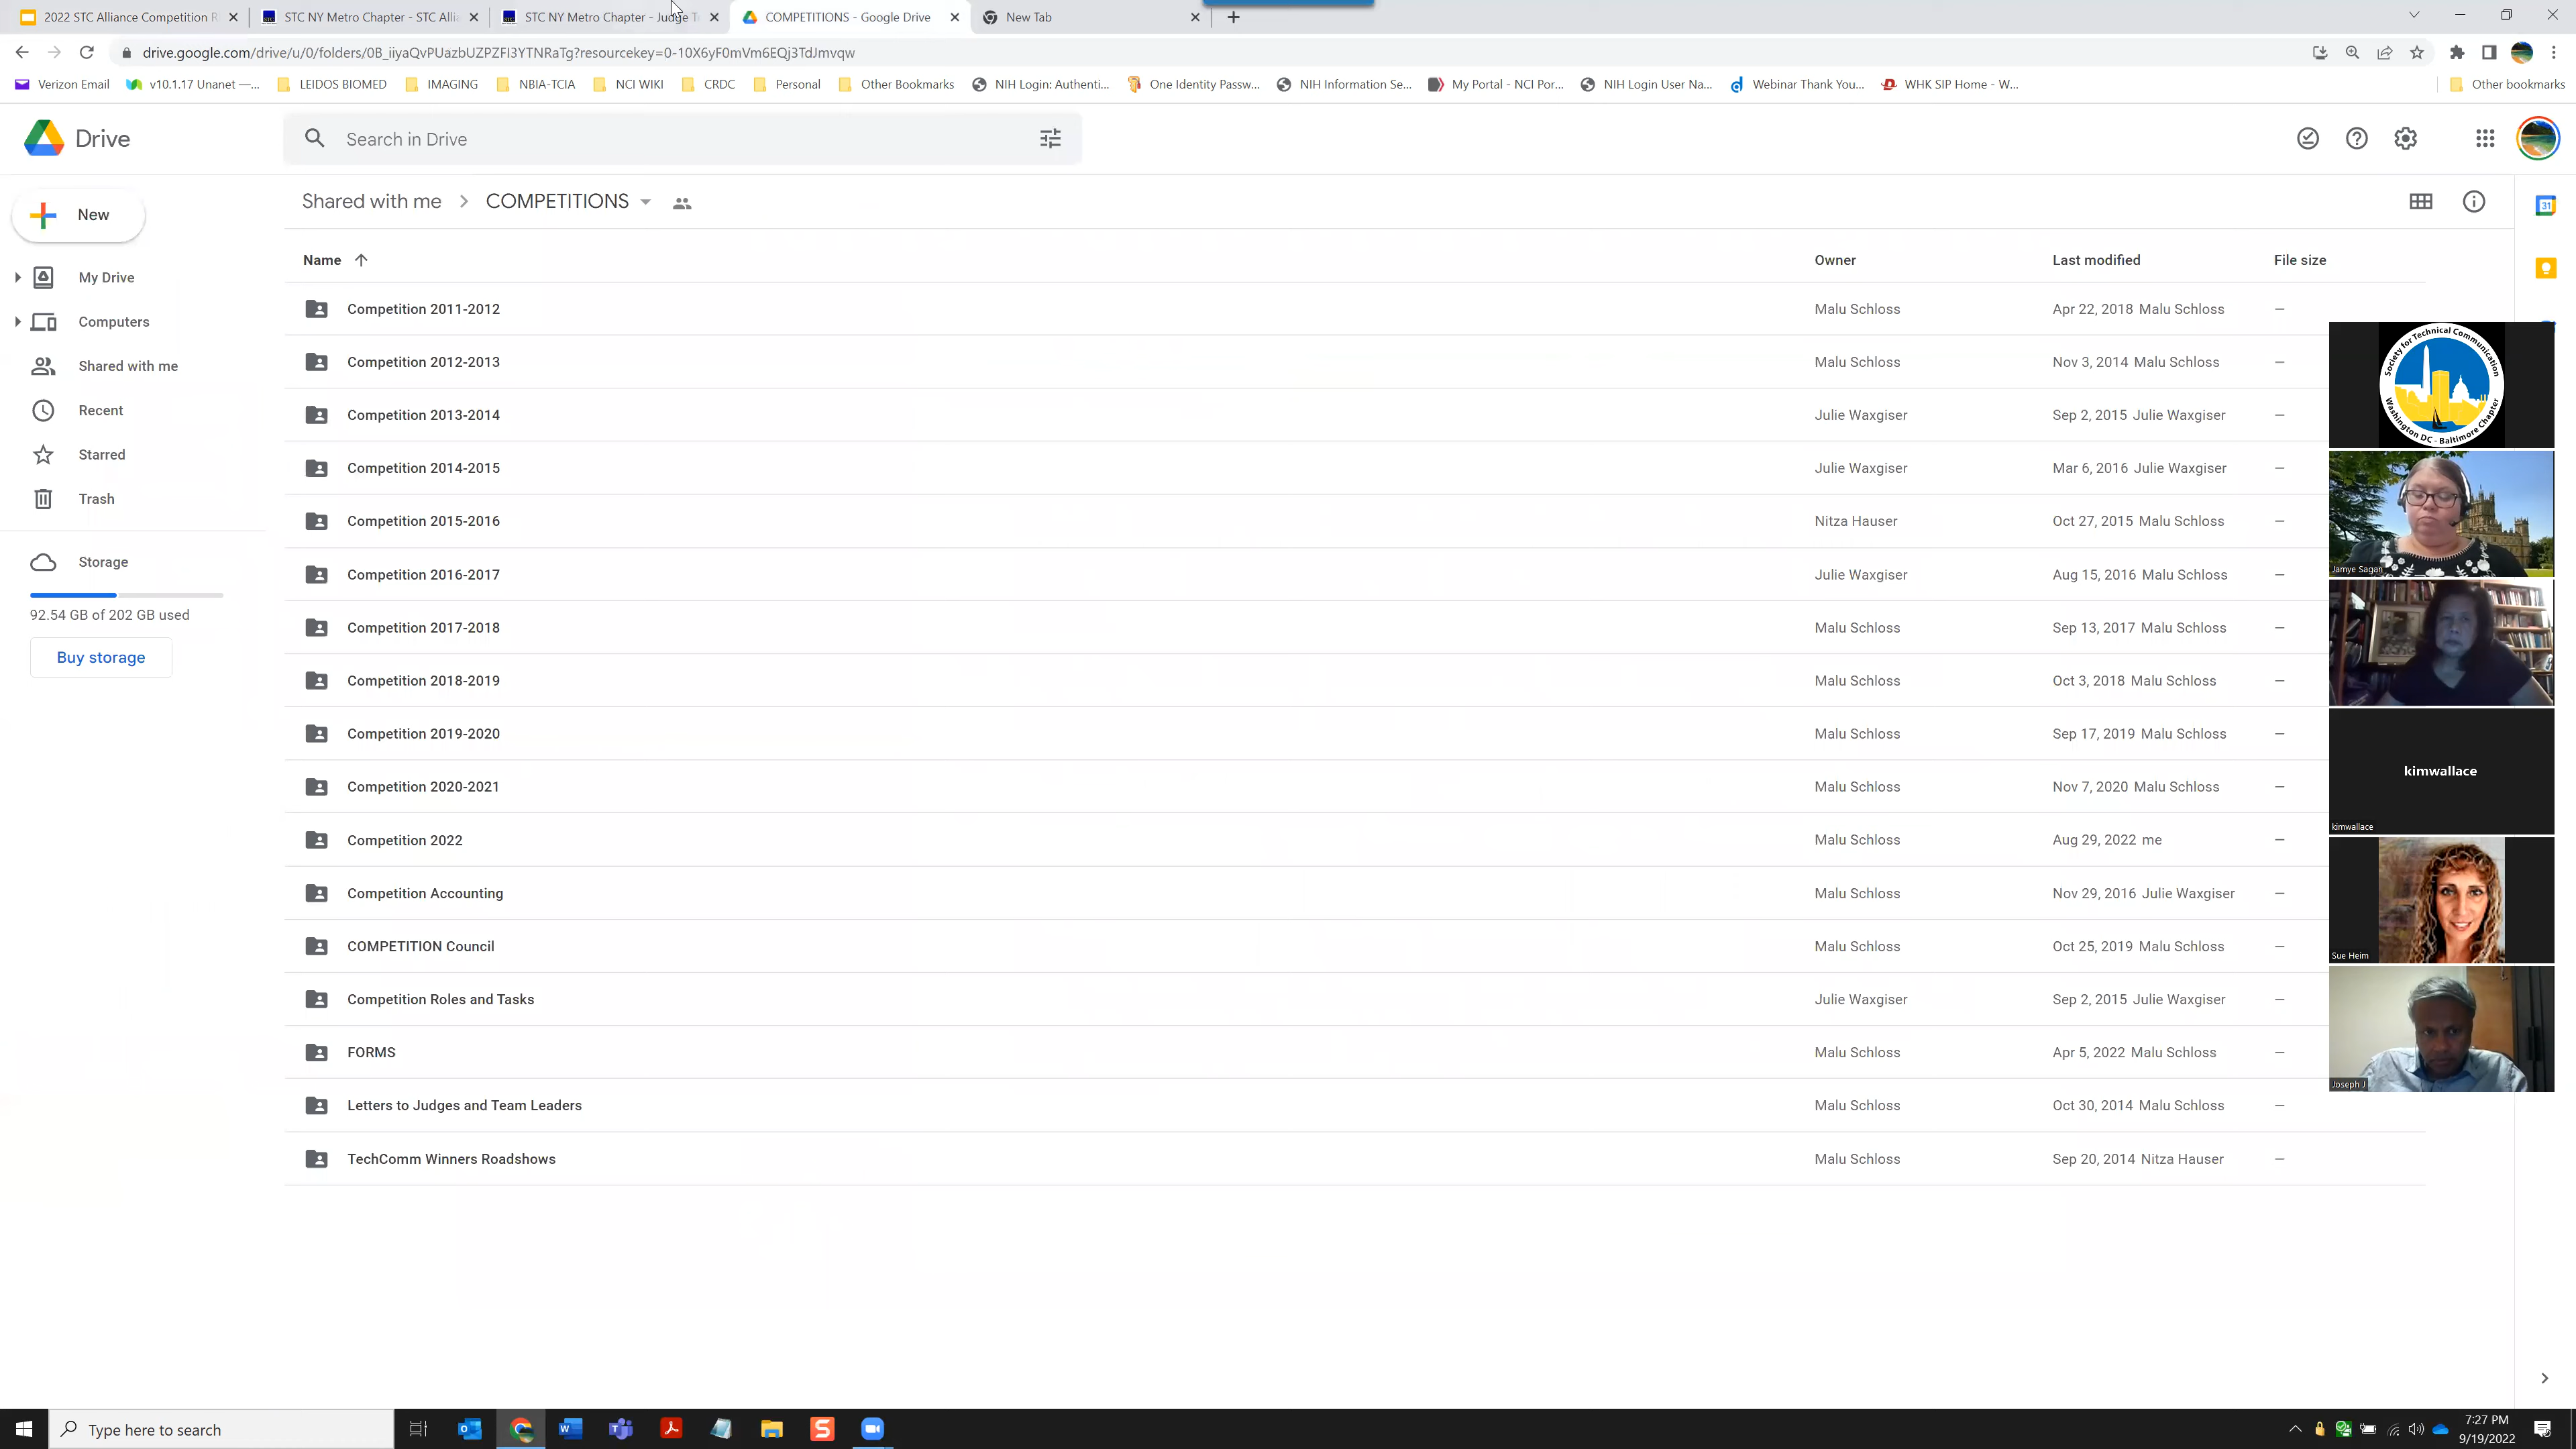 2022 STC Alliance Competition R
STC NY Metro Chapter - STC Alli
STC NY Metro Chapter - Judge T
COMPETITIONS - Google Drive
New Tab
drive.google.com/drive/u/0/folders/0B_iiyaQvPUazbUZPZFI3YTNRaTg?resourcekey=0-10X6yF0mVm6EQj3TdJmvqw
Verizon Email
v10.1.17 Unanet —...
LEIDOS BIOMED
IMAGING
NBIA-TCIA
NCI WIKI
CRDC
Personal
Other Bookmarks
NIH Login: Authenti...
One Identity Passw...
NIH Information Se...
My Portal - NCI Por...
NIH Login User Na...
Webinar Thank You...
WHK SIP Home - W...
Other bookmarks
Drive
Search in Drive
New
My Drive
Computers
Shared with me
Recent
Starred
Trash
Storage
92.54 GB of 202 GB used
Buy storage
Shared with me > COMPETITIONS
Name Owner Last modified File size
Competition 2011-2012 Malu Schloss Apr 22, 2018 Malu Schloss —
Competition 2012-2013 Malu Schloss Nov 3, 2014 Malu Schloss —
Competition 2013-2014 Julie Waxgiser Sep 2, 2015 Julie Waxgiser —
Competition 2014-2015 Julie Waxgiser Mar 6, 2016 Julie Waxgiser —
Competition 2015-2016 Nitza Hauser Oct 27, 2015 Malu Schloss —
Competition 2016-2017 Julie Waxgiser Aug 15, 2016 Malu Schloss —
Competition 2017-2018 Malu Schloss Sep 13, 2017 Malu Schloss —
Competition 2018-2019 Malu Schloss Oct 3, 2018 Malu Schloss —
Competition 2019-2020 Malu Schloss Sep 17, 2019 Malu Schloss —
Competition 2020-2021 Malu Schloss Nov 7, 2020 Malu Schloss —
Competition 2022 Malu Schloss Aug 29, 2022 me —
Competition Accounting Malu Schloss Nov 29, 2016 Julie Waxgiser —
COMPETITION Council Malu Schloss Oct 25, 2019 Malu Schloss —
Competition Roles and Tasks Julie Waxgiser Sep 2, 2015 Julie Waxgiser —
FORMS Malu Schloss Apr 5, 2022 Malu Schloss —
Letters to Judges and Team Leaders Malu Schloss Oct 30, 2014 Malu Schloss —
TechComm Winners Roadshows Malu Schloss Sep 20, 2014 Nitza Hauser —
31
Society for Technical Communication
Washington DC - Baltimore Chapter
Jamye Sagan
kimwallace
kimwallace
Sue Heim
Joseph J
Type here to search
7:27 PM
9/19/2022